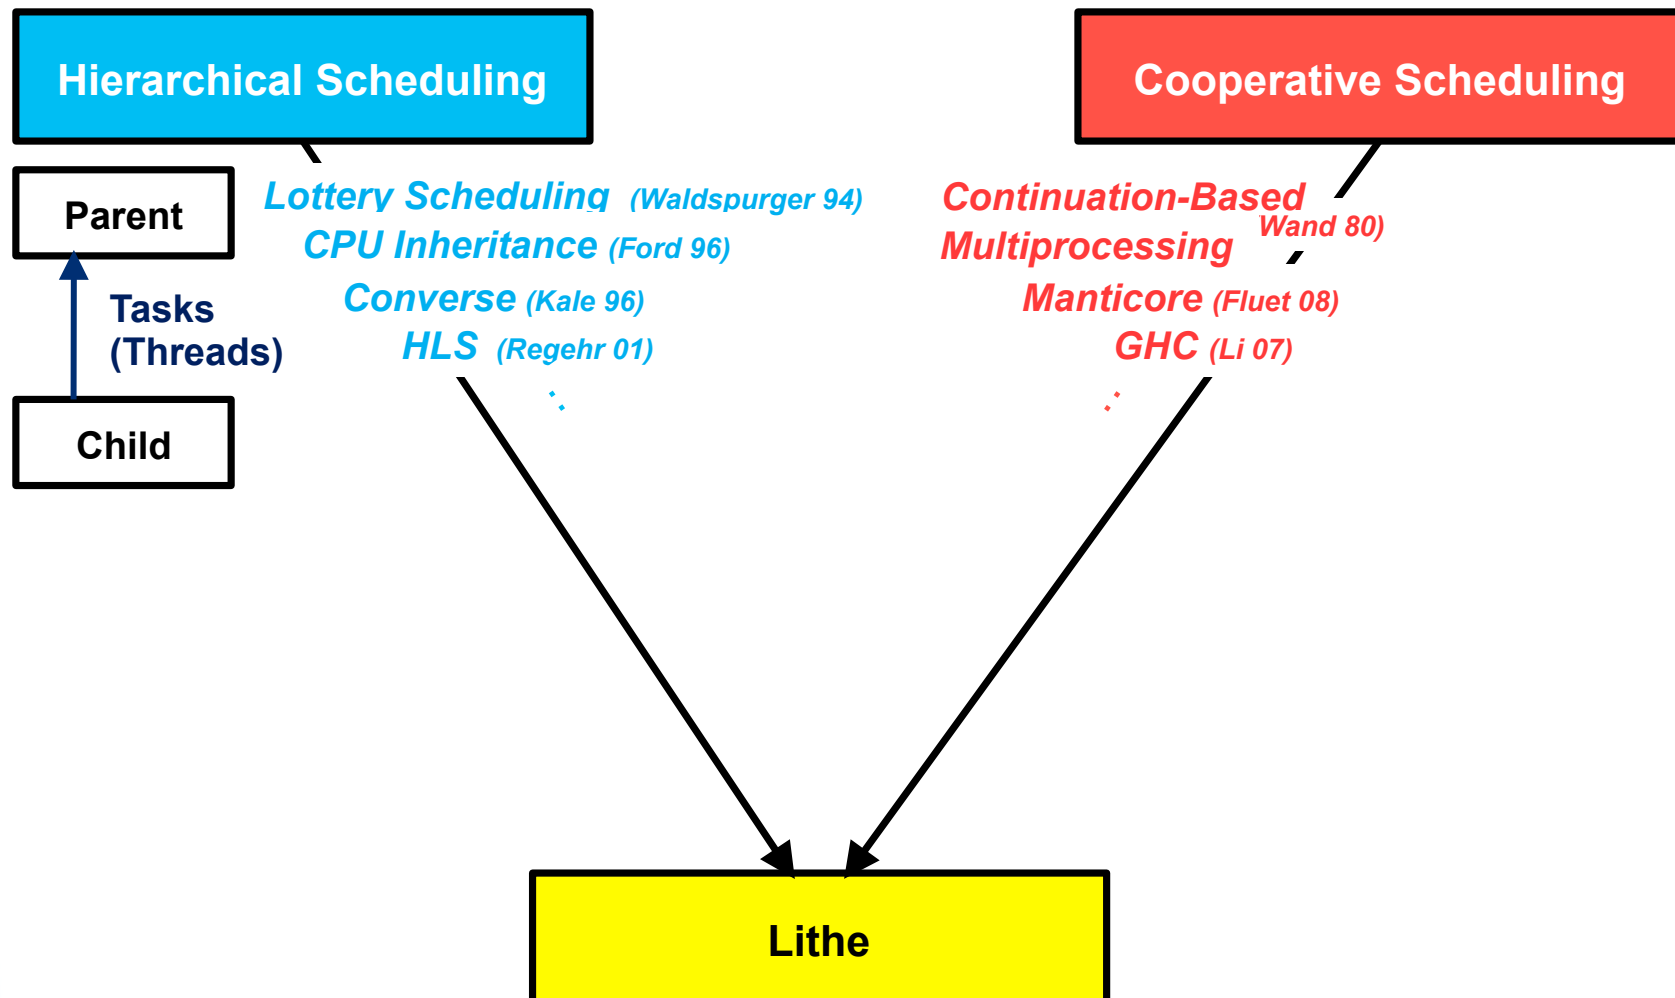 Hierarchical Scheduling
Cooperative Scheduling
Parent
Tasks
(Threads)
Child
Lottery Scheduling (Waldspurger 94)
CPU Inheritance (Ford 96)
Converse (Kale 96)
HLS (Regehr 01)
Continuation-Based
Multiprocessing Wand 80)
Manticore (Fluet 08)
GHC (Li 07)
Lithe